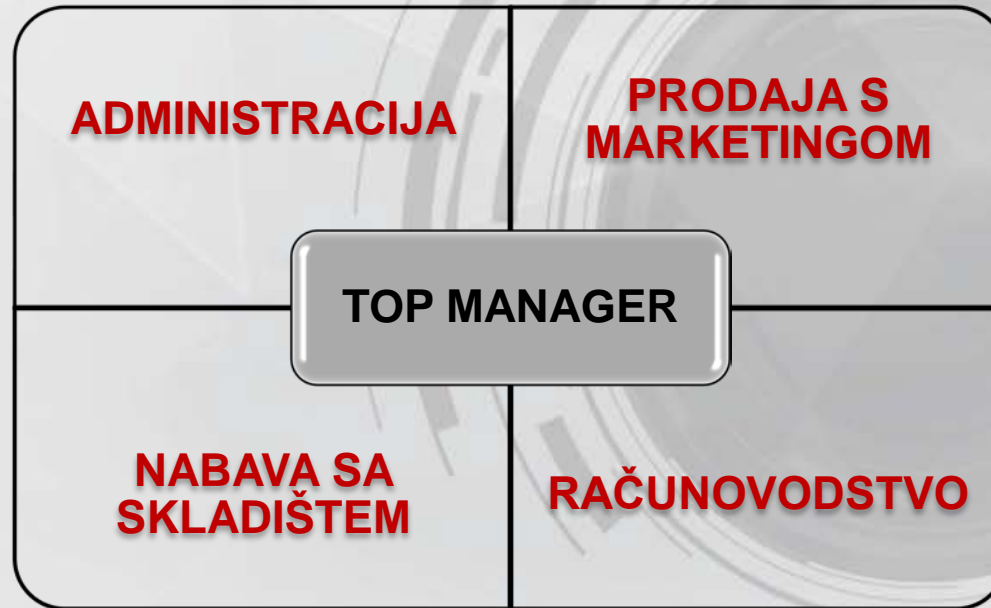 ADMINISTRACIJA
PRODAJA S
MARKETINGOM
TOP MANAGER
NABAVA SA
SKLADIŠTEM
RAČUNOVODSTVO